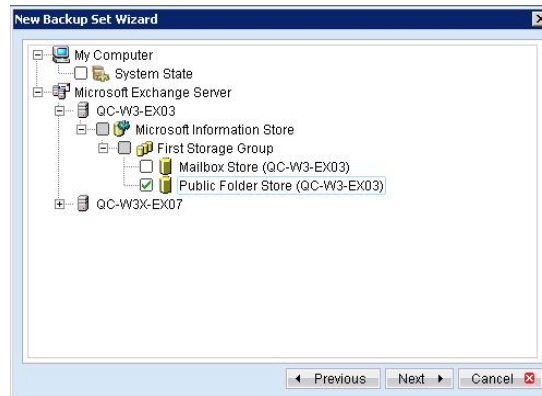 New Backup Set Wizard
My Computer
System State
Microsoft Exchange Server
QC-W3-EX03
Microsoft Information Store
First Storage Group
Mailbox Store (QC-W3-EX03)
Public Folder Store (QC-W3-EX03)
QC-W3X-EX07
Previous Next Cancel